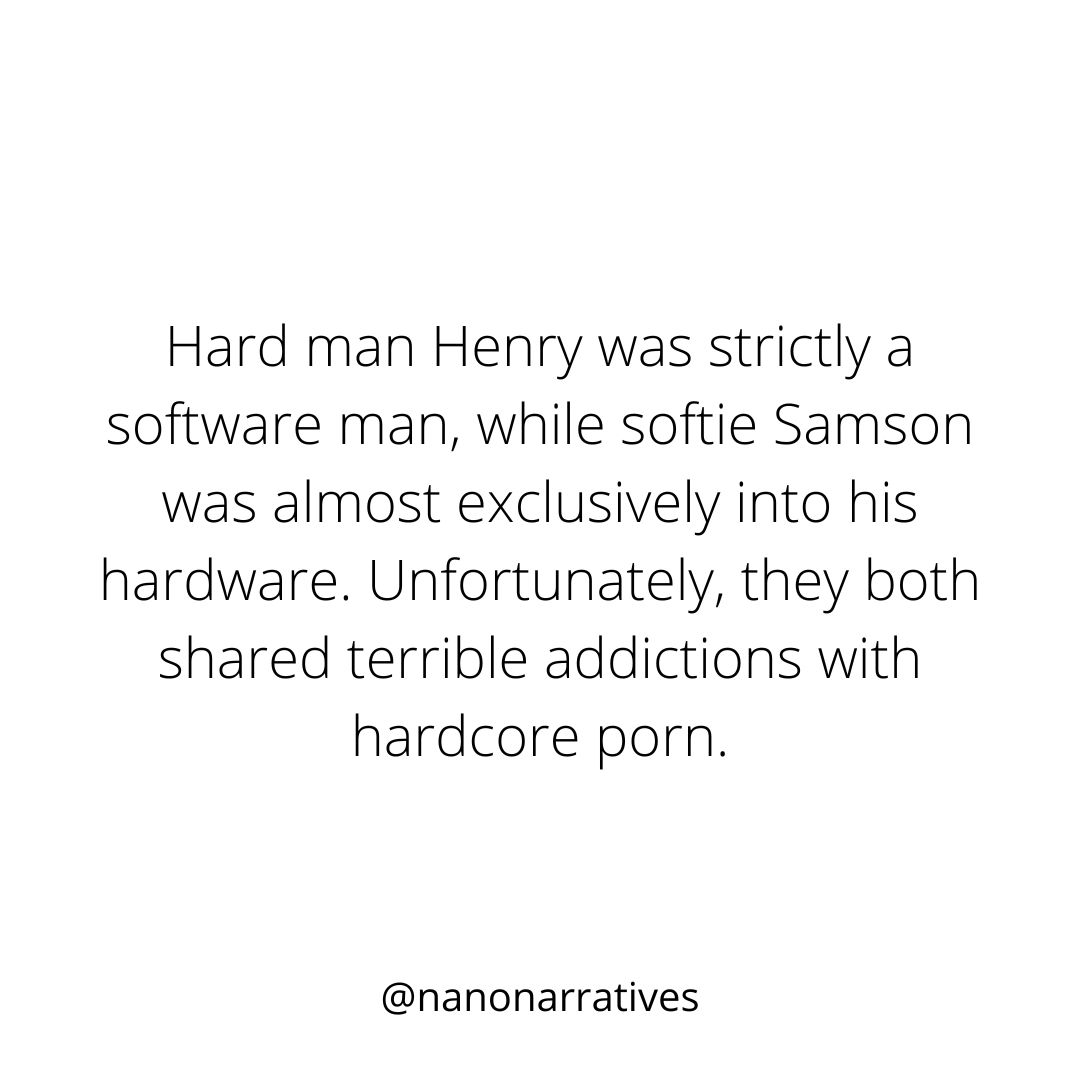 Hard man Henry was strictly a
software man, while softie Samson
was almost exclusively into his
hardware. Unfortunately, they both
shared terrible addictions with
hardcore porn.
@nanonarratives